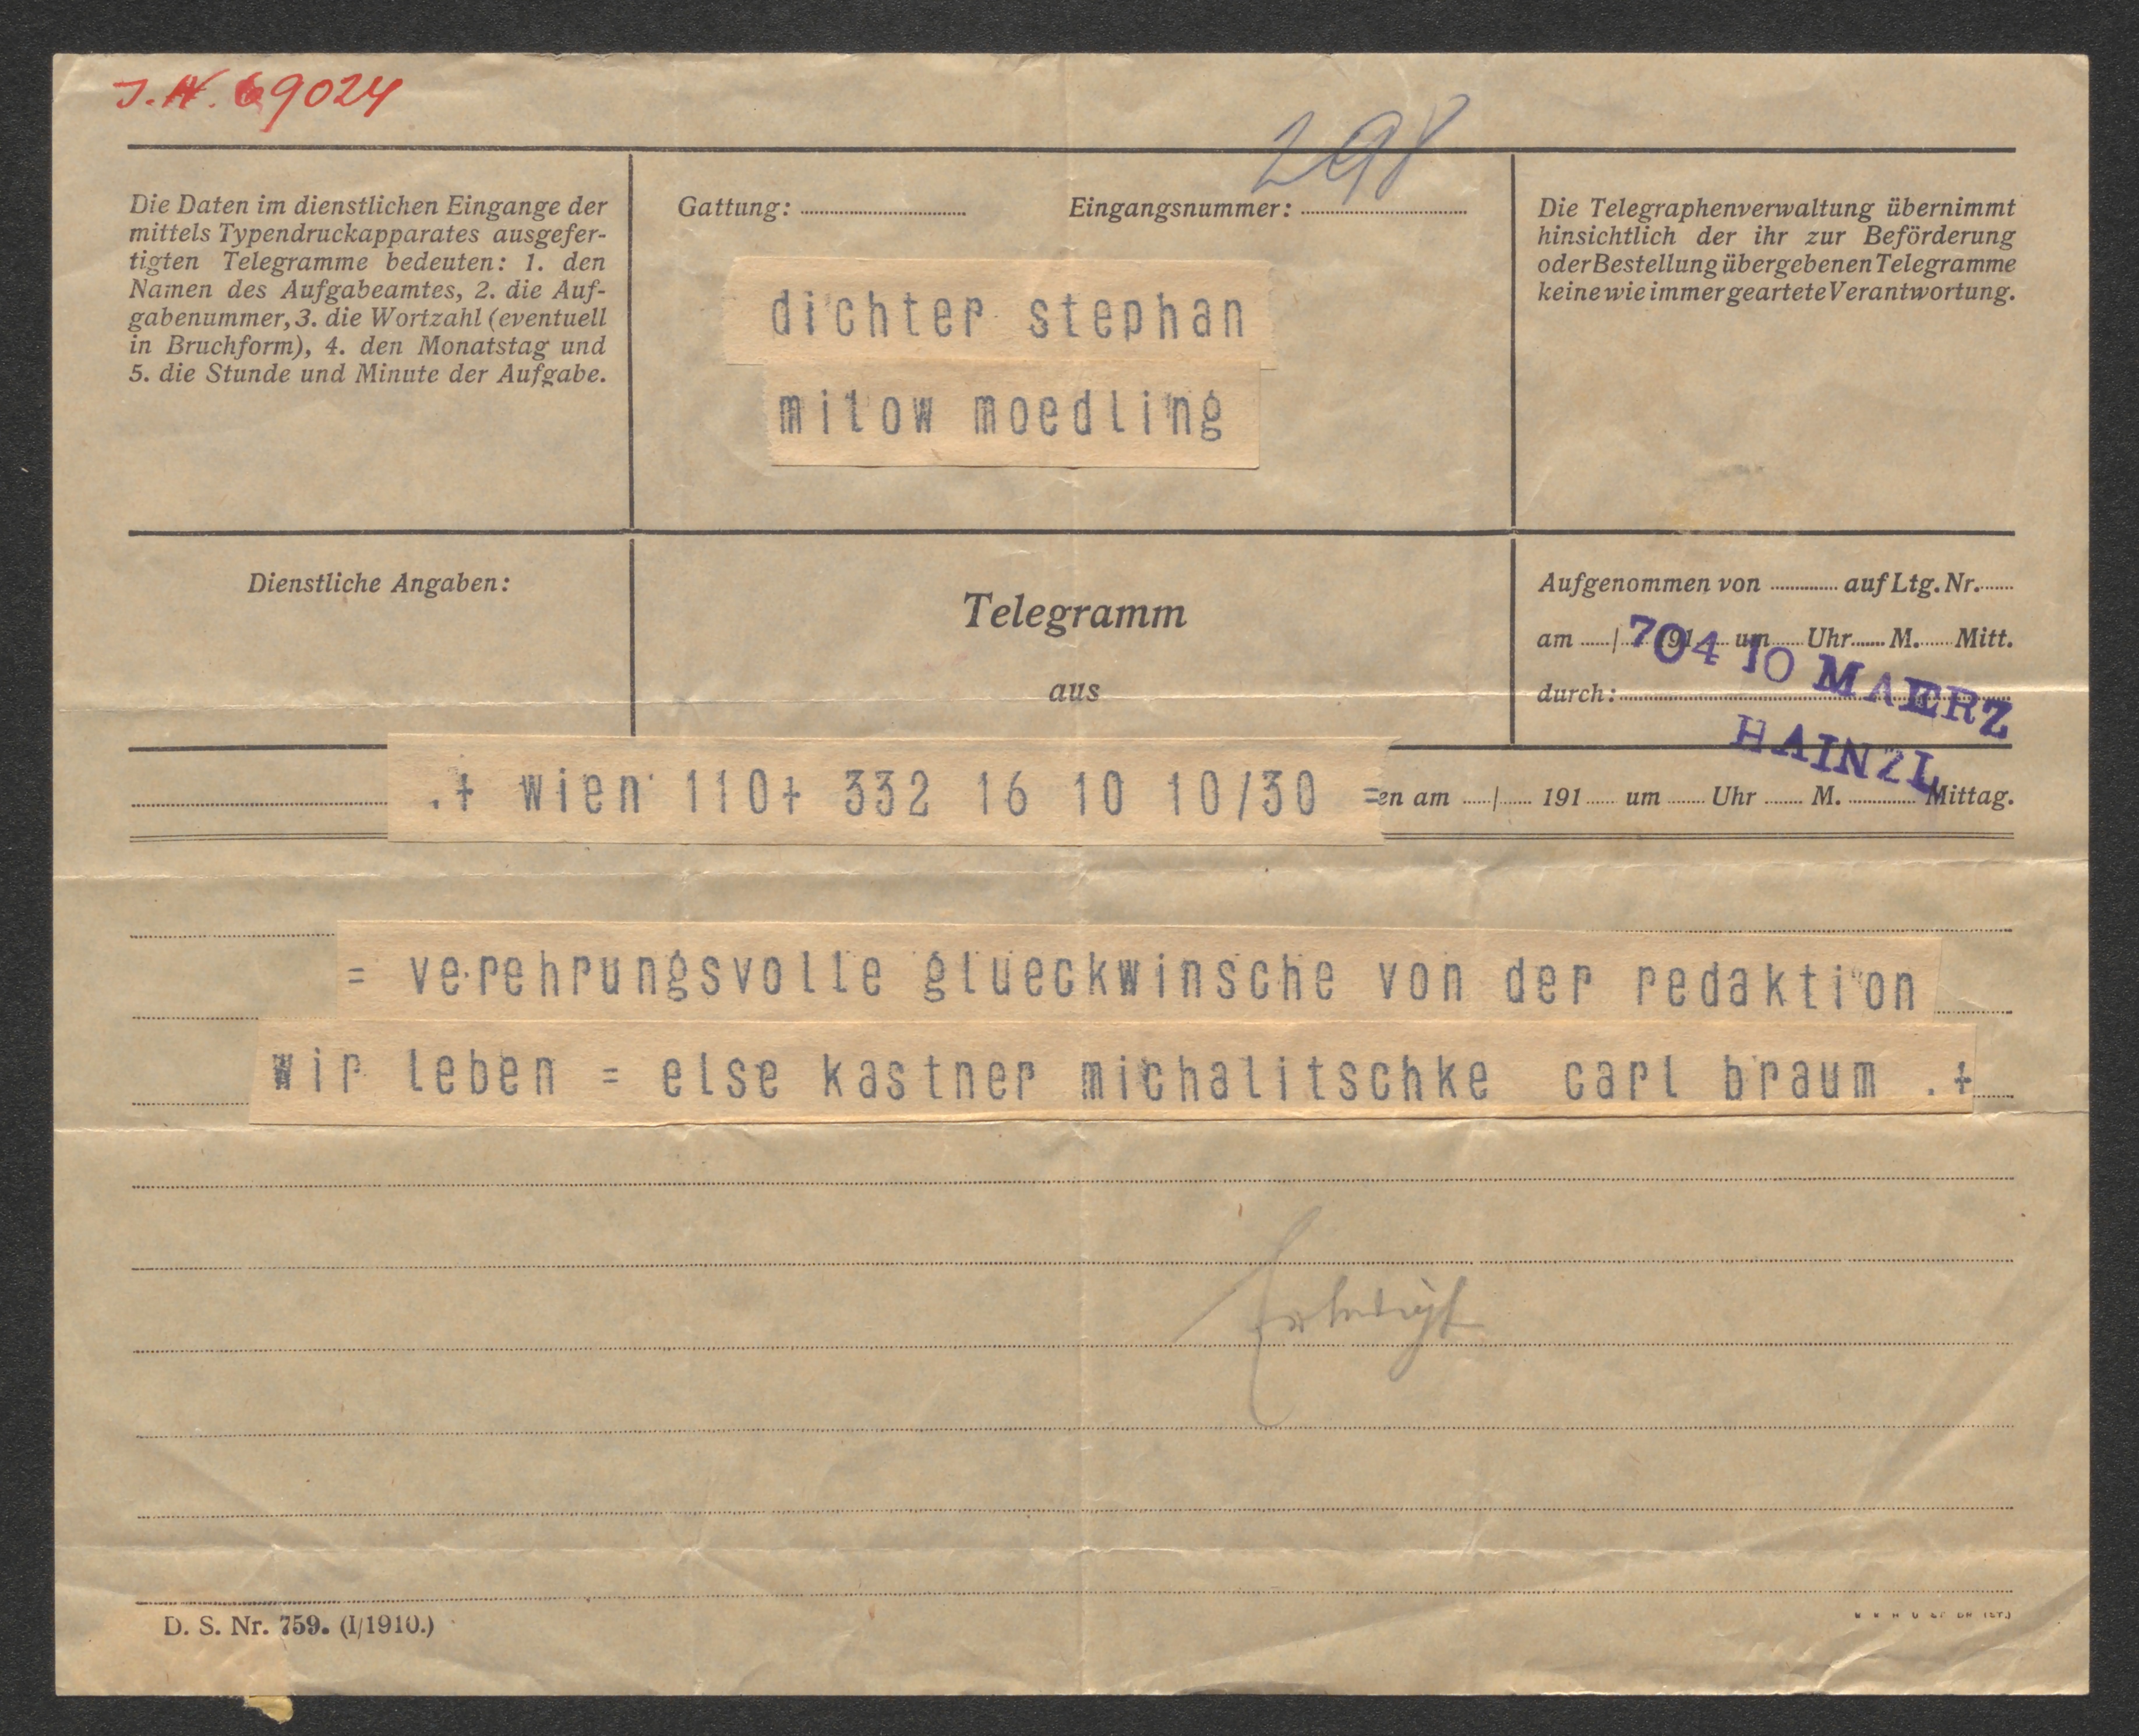 J.N. 69024
298
Die Daten im dienstlichen Eingange der
mittels Typendruckapparates ausgefer-
tigten Telegramme bedeuten: 1. den
Namen des Aufgabeamtes, 2. die Auf-
gabenummer, 3. die Wortzahl (eventuell
in Bruchform), 4. den Monatstag und
5. die Stunde und Minute der Aufgabe.
Gattung:
Eingangsnummer:
dichter stephan
milow moedling
Die Telegraphenverwaltung übernimmt
hinsichtlich der ihr zur Beförderung
oder Bestellung übergebenen Telegramme
keine wie immer geartete Verantwortung.
Dienstliche Angaben:
Telegramm
aus
Aufgenommen von auf Ltg. Nr.
am / 191 um Uhr M. Mitt.
durch:
704 10 MAERZ
HAINZL
.+ wien 110+ 332 16 10 10/30 =
en am / 191 um Uhr M. Mittag.
= verehrungsvolle glueckwinsche von der redaktion
wir leben = else kastner michalitschke carl braum .+
Erledigt
D. S. Nr. 759. (I/1910.)